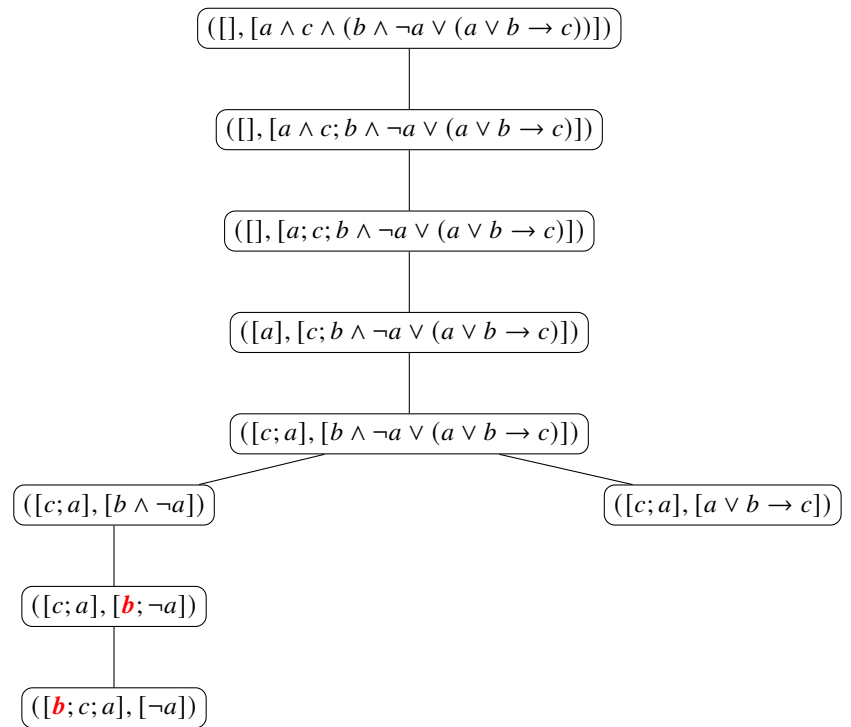 ([], [a ∧ c ∧ (b ∧ ¬a ∨ (a ∨ b → c))])
([], [a ∧ c; b ∧ ¬a ∨ (a ∨ b → c)])
([], [a; c; b ∧ ¬a ∨ (a ∨ b → c)])
([a], [c; b ∧ ¬a ∨ (a ∨ b → c)])
([c; a], [b ∧ ¬a ∨ (a ∨ b → c)])
([c; a], [b ∧ ¬a])
([c; a], [a ∨ b → c])
([c; a], [b; ¬a])
([b; c; a], [¬a])